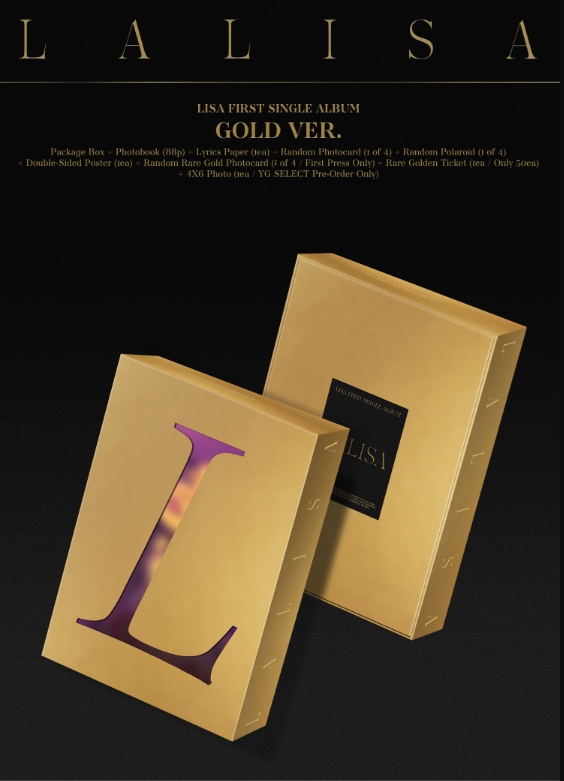 L A L I S A
LISA FIRST SINGLE ALBUM
GOLD VER.
Package Box + Photobook (88p) + Lyrics Paper (1ea) + Random Photocard (1 of 4) + Random Polaroid (1 of 4)
+ Double-Sided Poster (1ea) + Random Rare Gold Photocard (1 of 4 / First Press Only) + Rare Golden Ticket (1ea / Only 50ea)
+ 4X6 Photo (1ea / YG SELECT Pre-Order Only)
LISA FIRST SINGLE ALBUM
LISA
L A L I S A
L
L A L I S A